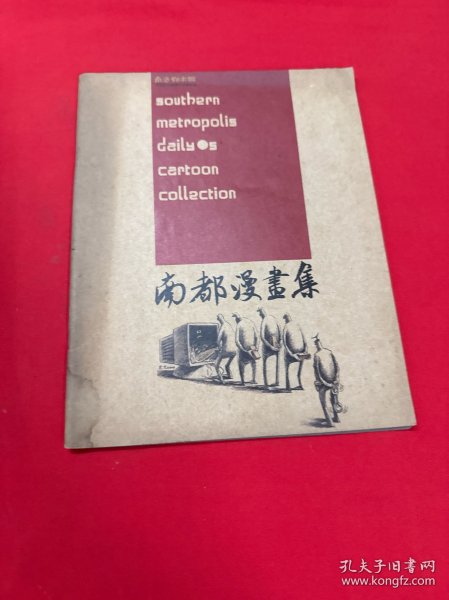 southern
metropolis
daily s
cartoon
collection
南都漫畫集
孔夫子旧书网
www.kongfz.com